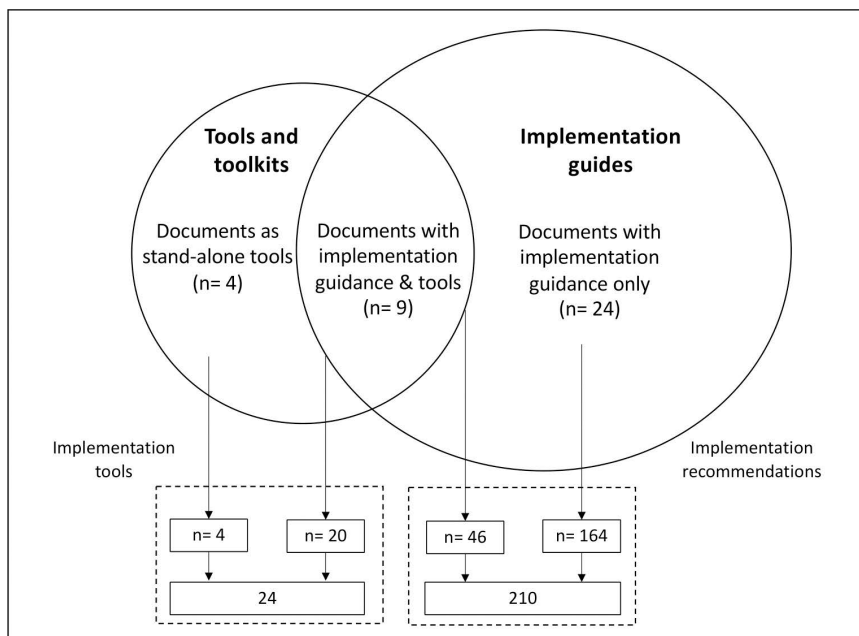 Tools and
toolkits
Implementation
guides
Documents as
stand-alone tools
(n= 4)
Documents with
implementation
guidance & tools
(n= 9)
Documents with
implementation
guidance only
(n= 24)
Implementation
tools
Implementation
recommendations
n= 4
n= 20
n= 46
n= 164
24
210